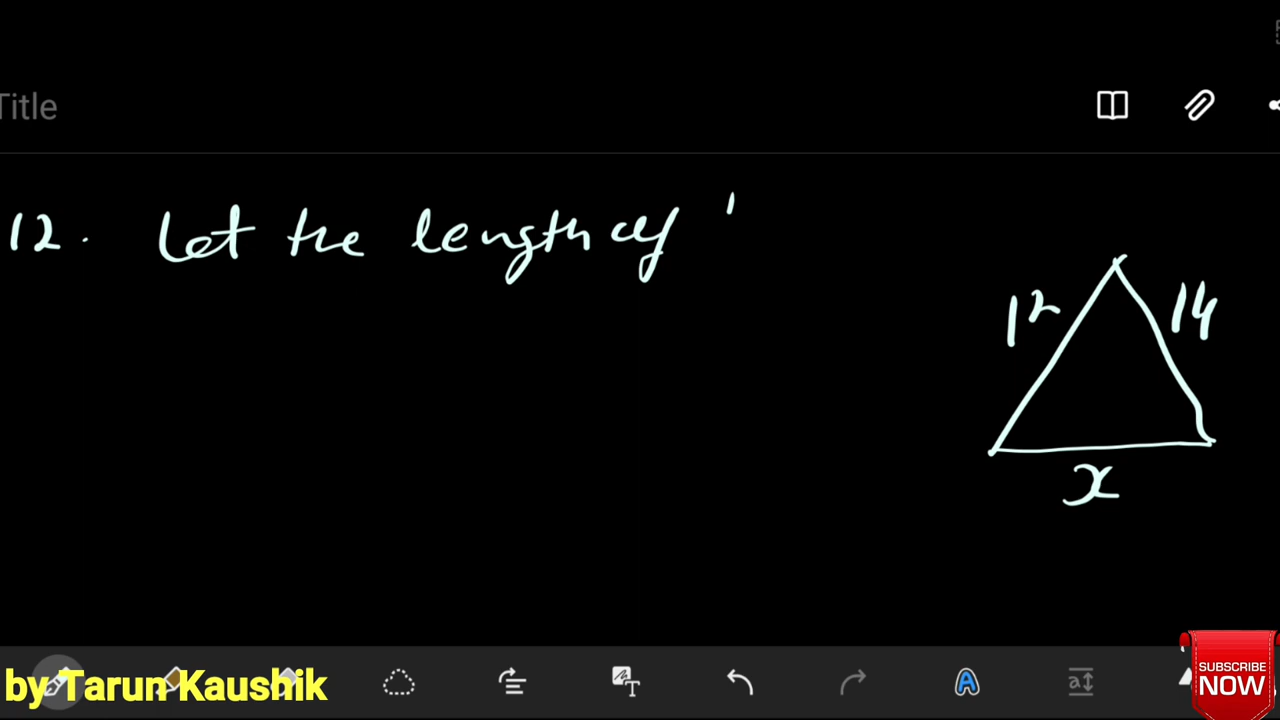 Title
12. Let the length of '
12
14
x
by Tarun Kaushik
A
T
a
SUBSCRIBE
NOW